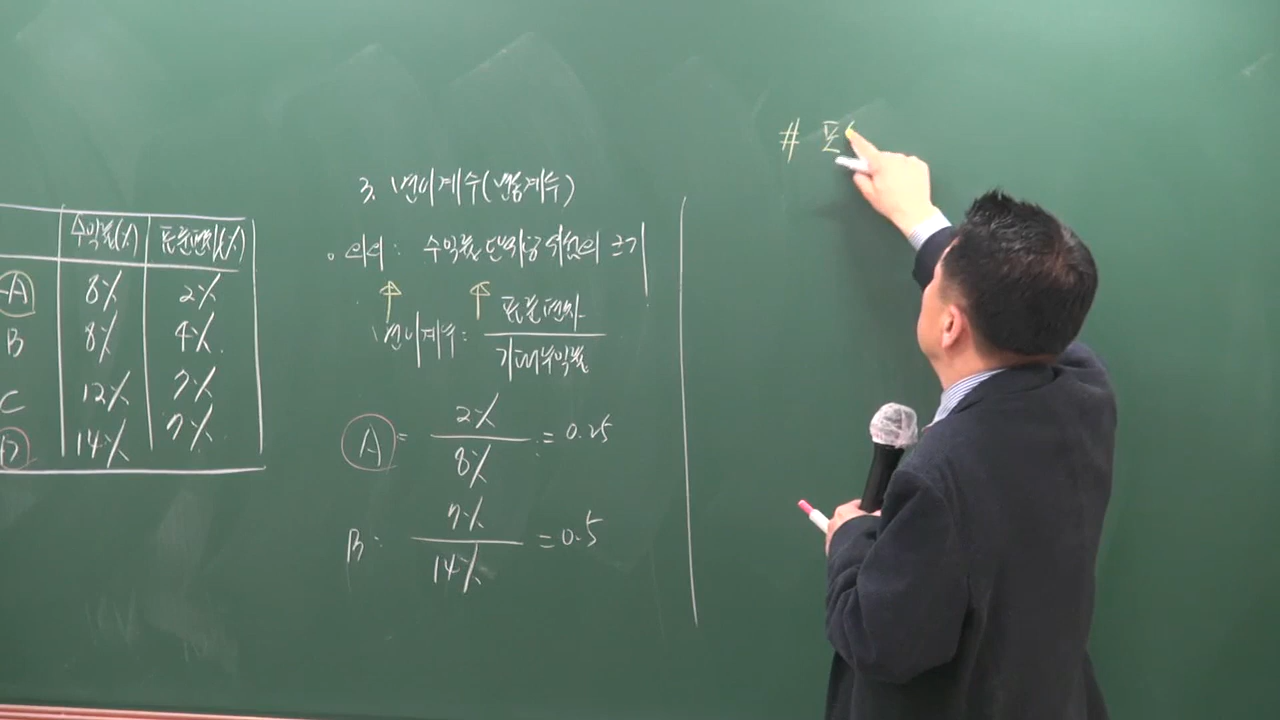 수익률(%) 표준편차(%)
A 8% 2%
B 8% 4%
C 12% 7%
D 14% 7%
3. 변이계수(변동계수)
의의: 수익률 단위당 위험의 크기
변이계수: 표준편차
기대수익률
A = 2%
8% = 0.25
B: 7%
14% = 0.5
# 포